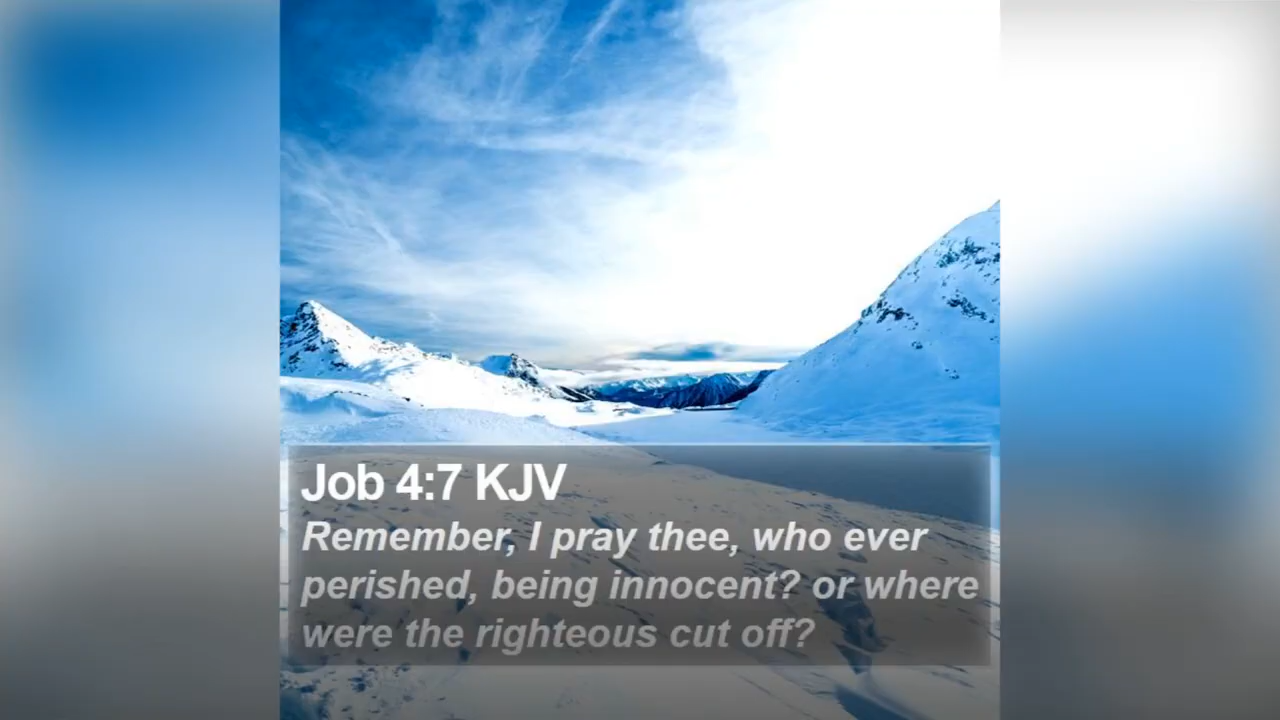 Job 4:7 KJV
Remember, I pray thee, who ever
perished, being innocent? or where
were the righteous cut off?